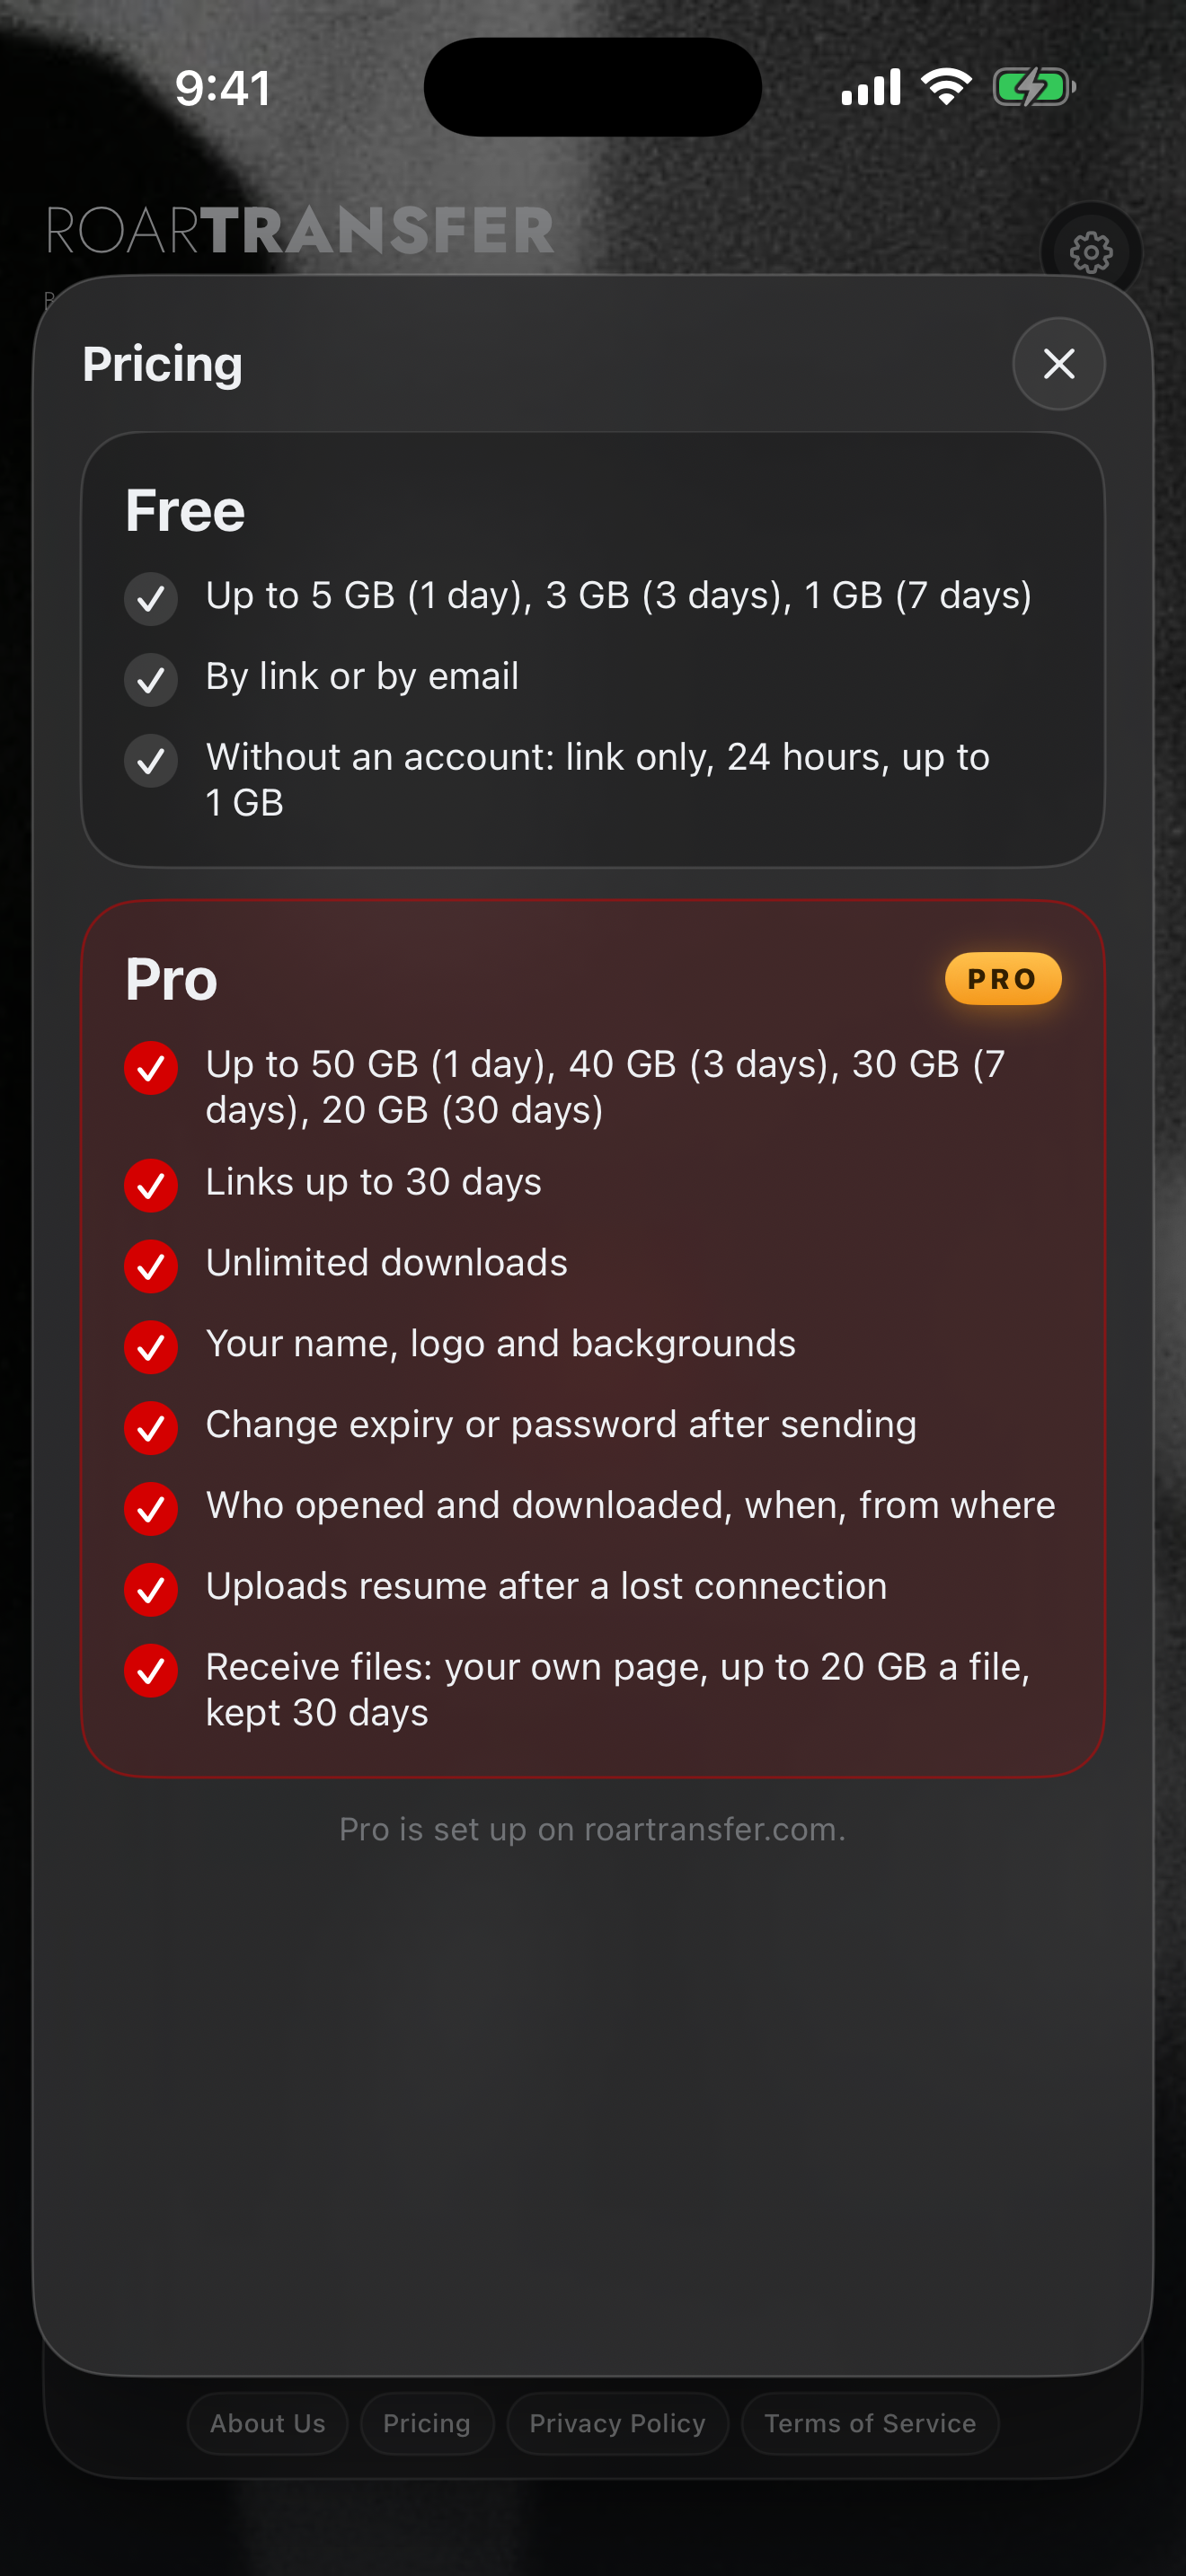 9:41
ROARTRANSFER
Pricing
Free
Up to 5 GB (1 day), 3 GB (3 days), 1 GB (7 days)
By link or by email
Without an account: link only, 24 hours, up to
1 GB
Pro
PRO
Up to 50 GB (1 day), 40 GB (3 days), 30 GB (7
days), 20 GB (30 days)
Links up to 30 days
Unlimited downloads
Your name, logo and backgrounds
Change expiry or password after sending
Who opened and downloaded, when, from where
Uploads resume after a lost connection
Receive files: your own page, up to 20 GB a file,
kept 30 days
Pro is set up on roartransfer.com.
About Us
Pricing
Privacy Policy
Terms of Service